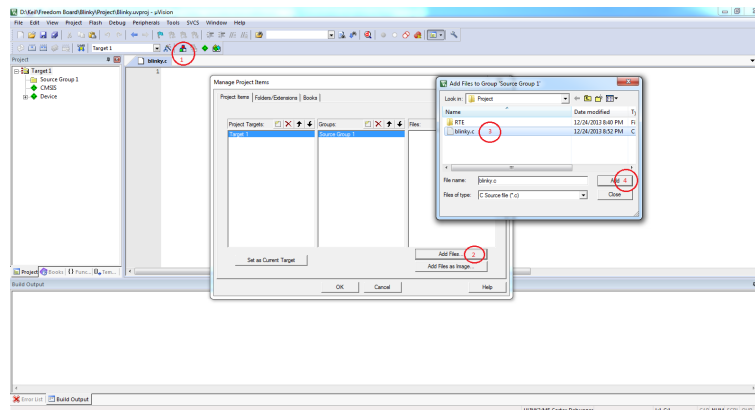 D:\Keil\Freedom Board\Blinky\Project\Blinky.uvproj - µVision
File Edit View Project Flash Debug Peripherals Tools SVCS Window Help
Target 1
1
Project
blinky.c
Target 1
Source Group 1
CMSIS
Device
1
Manage Project Items
Project Items Folders/Extensions Books
Project Targets: Groups: Files:
Target 1 Source Group 1
Set as Current Target
Add Files... 2
Add Files as Image...
OK Cancel Help
Add Files to Group 'Source Group 1'
Look in: Project
Name Date modified Ty
RTE 12/24/2013 8:40 PM Fi
blinky.c 3 12/24/2013 8:52 PM C
File name: blinky.c Add 4
Files of type: C Source file (*.c) Close
Project Books {} Func... Tem...
Build Output
Error List Build Output